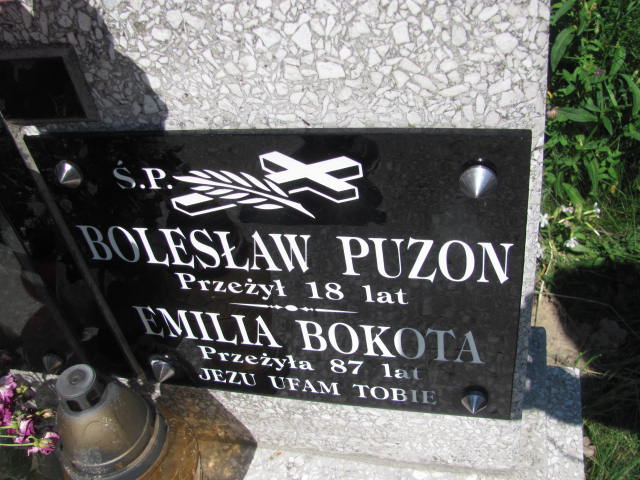 Ś.P.
BOLESŁAW PUZON
Przeżył 18 lat
EMILIA BOKOTA
Przeżyła 87 lat
JEZU UFAM TOBIE